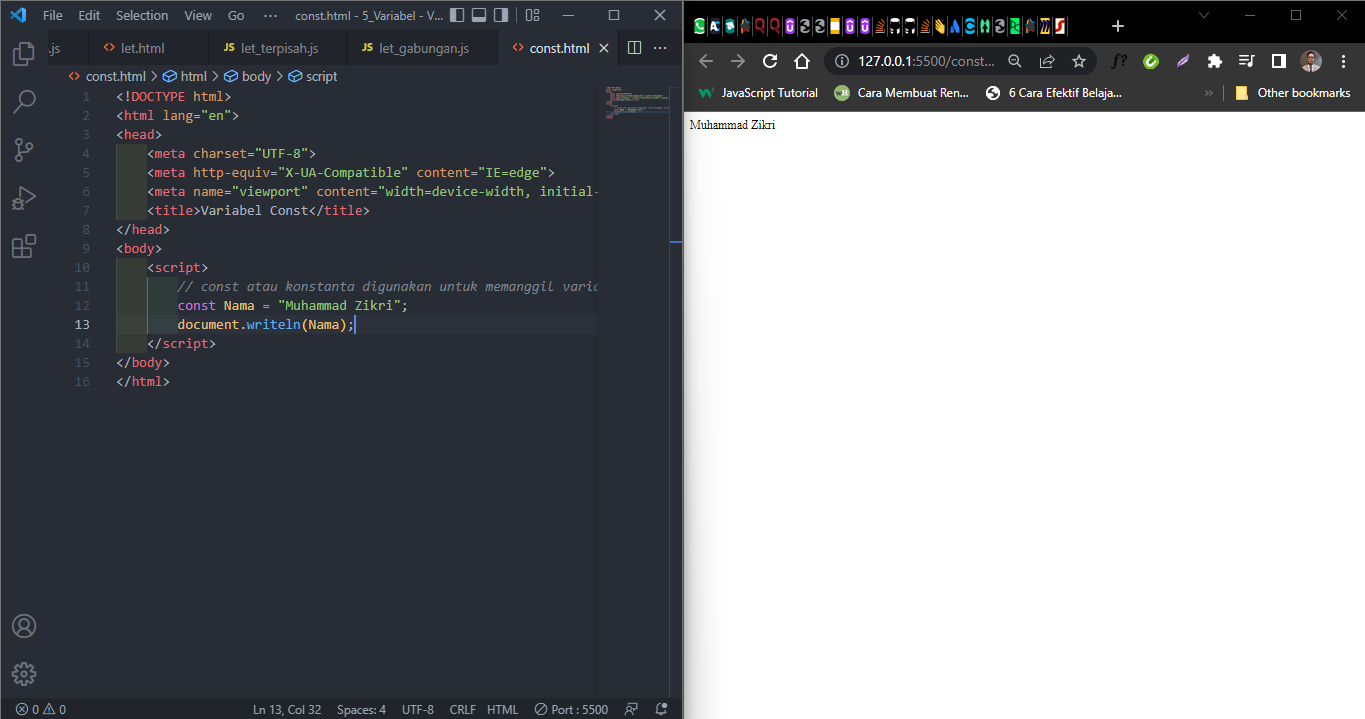 File Edit Selection View Go ··· const.html - 5_Variabel - V...
.js let.html JS let_terpisah.js JS let_gabungan.js const.html
const.html > html > body > script
1 <!DOCTYPE html>
2 <html lang="en">
3 <head>
4 <meta charset="UTF-8">
5 <meta http-equiv="X-UA-Compatible" content="IE=edge">
6 <meta name="viewport" content="width=device-width, initial-
7 <title>Variabel Const</title>
8 </head>
9 <body>
10 <script>
11 // const atau konstanta digunakan untuk memanggil varia
12 const Nama = "Muhammad Zikri";
13 document.writeln(Nama);
14 </script>
15 </body>
16 </html>
0 0 Ln 13, Col 32 Spaces: 4 UTF-8 CRLF HTML Port : 5500
127.0.0.1:5500/const... f?
JavaScript Tutorial Cara Membuat Ren... 6 Cara Efektif Belaja... » Other bookmarks
Muhammad Zikri